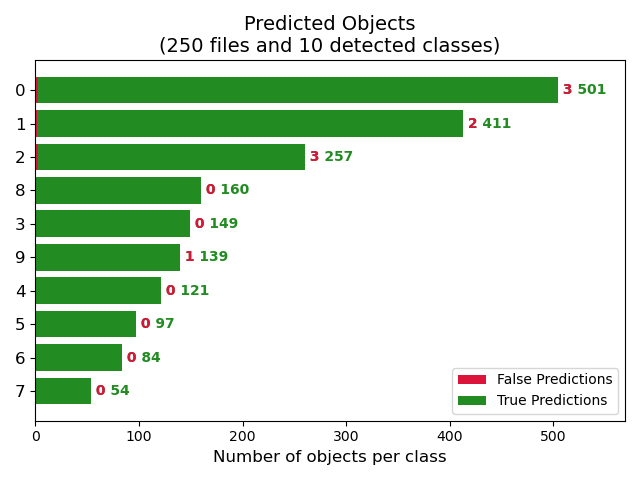 Predicted Objects
(250 files and 10 detected classes)
0 3 501
1 2 411
2 3 257
8 0 160
3 0 149
9 1 139
4 0 121
5 0 97
6 0 84
7 0 54
False Predictions
True Predictions
0 100 200 300 400 500
Number of objects per class